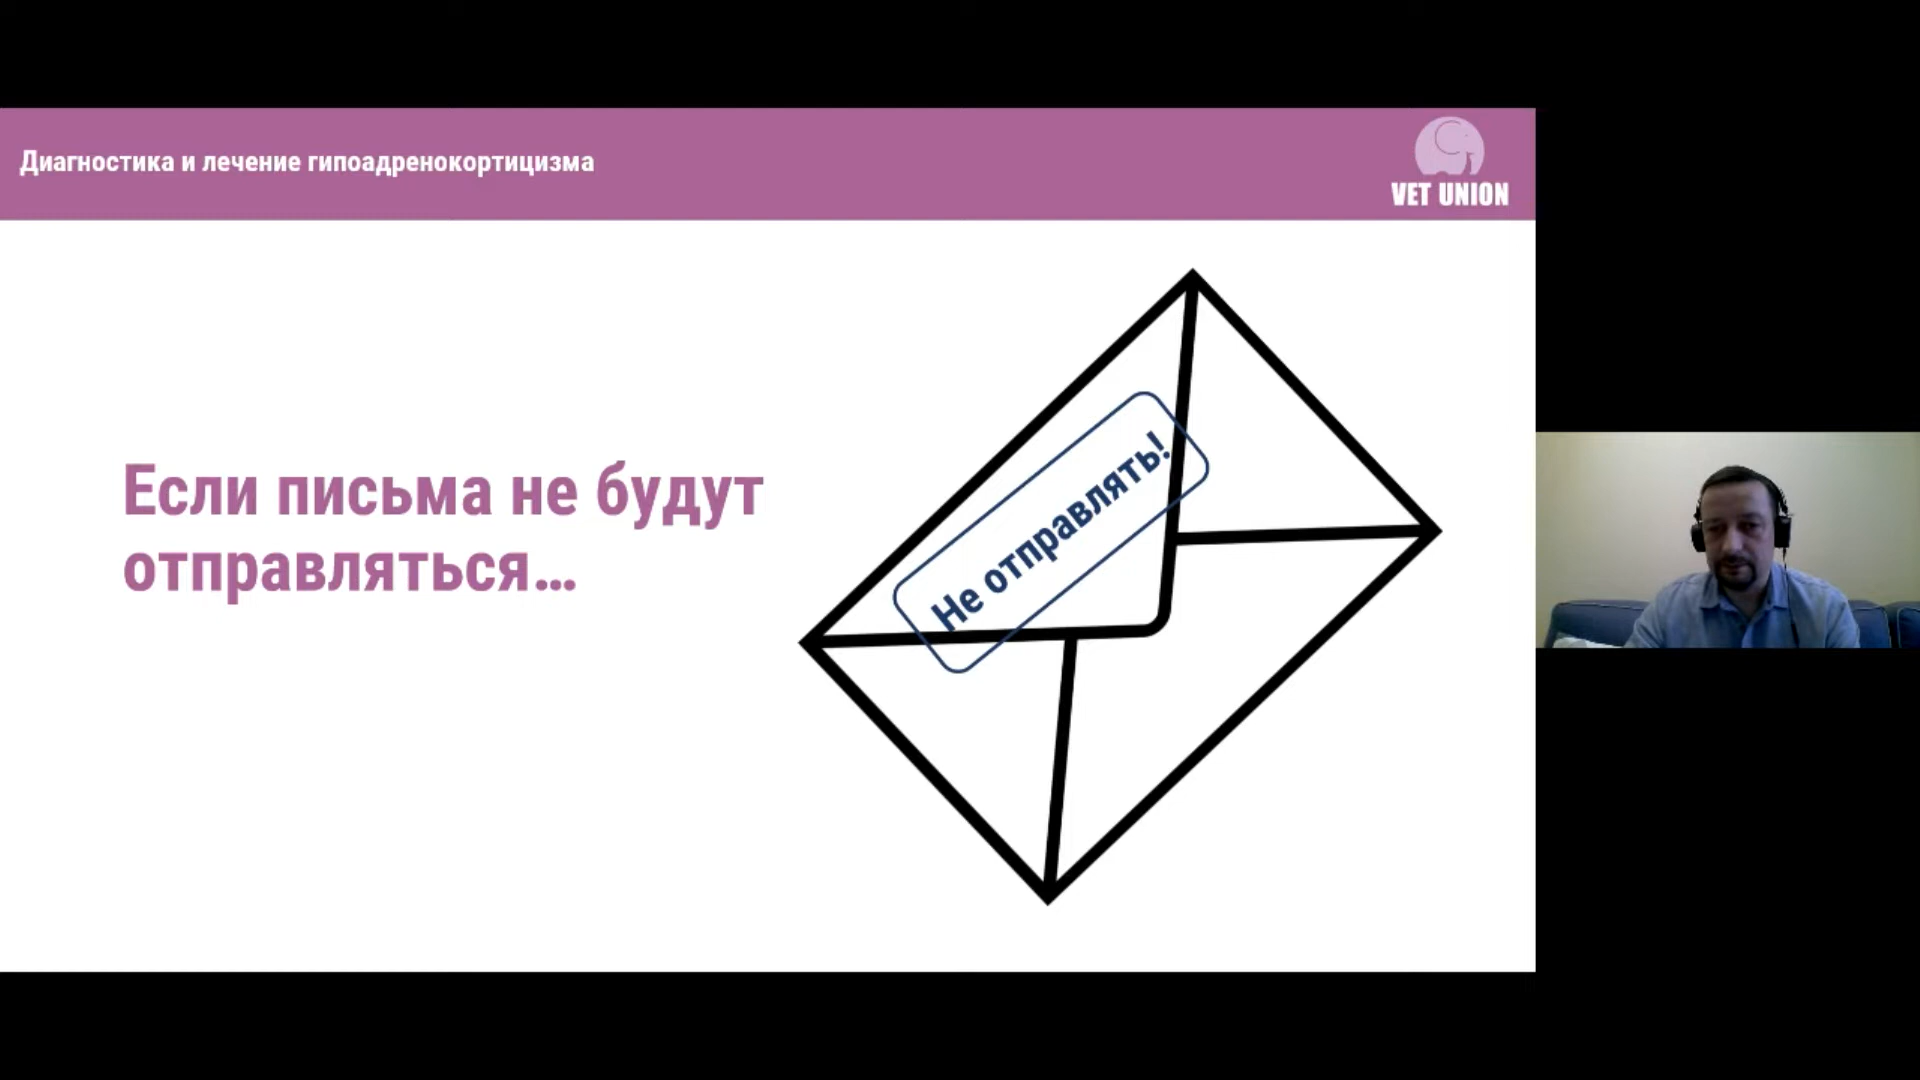 Диагностика и лечение гипоадренокортицизма
VET UNION
Если письма не будут
отправляться...
Не отправлять!